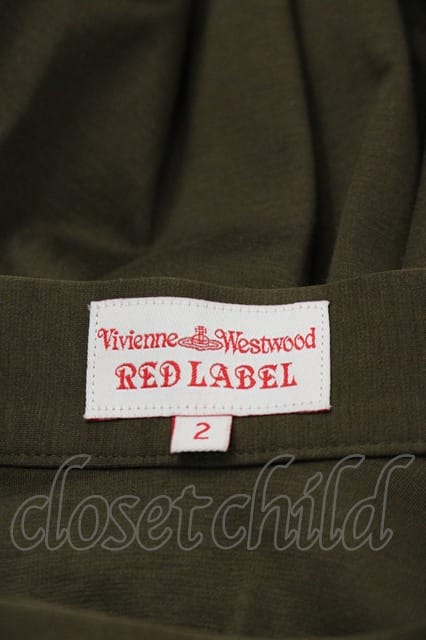 Vivienne Westwood
RED LABEL
2
closet child